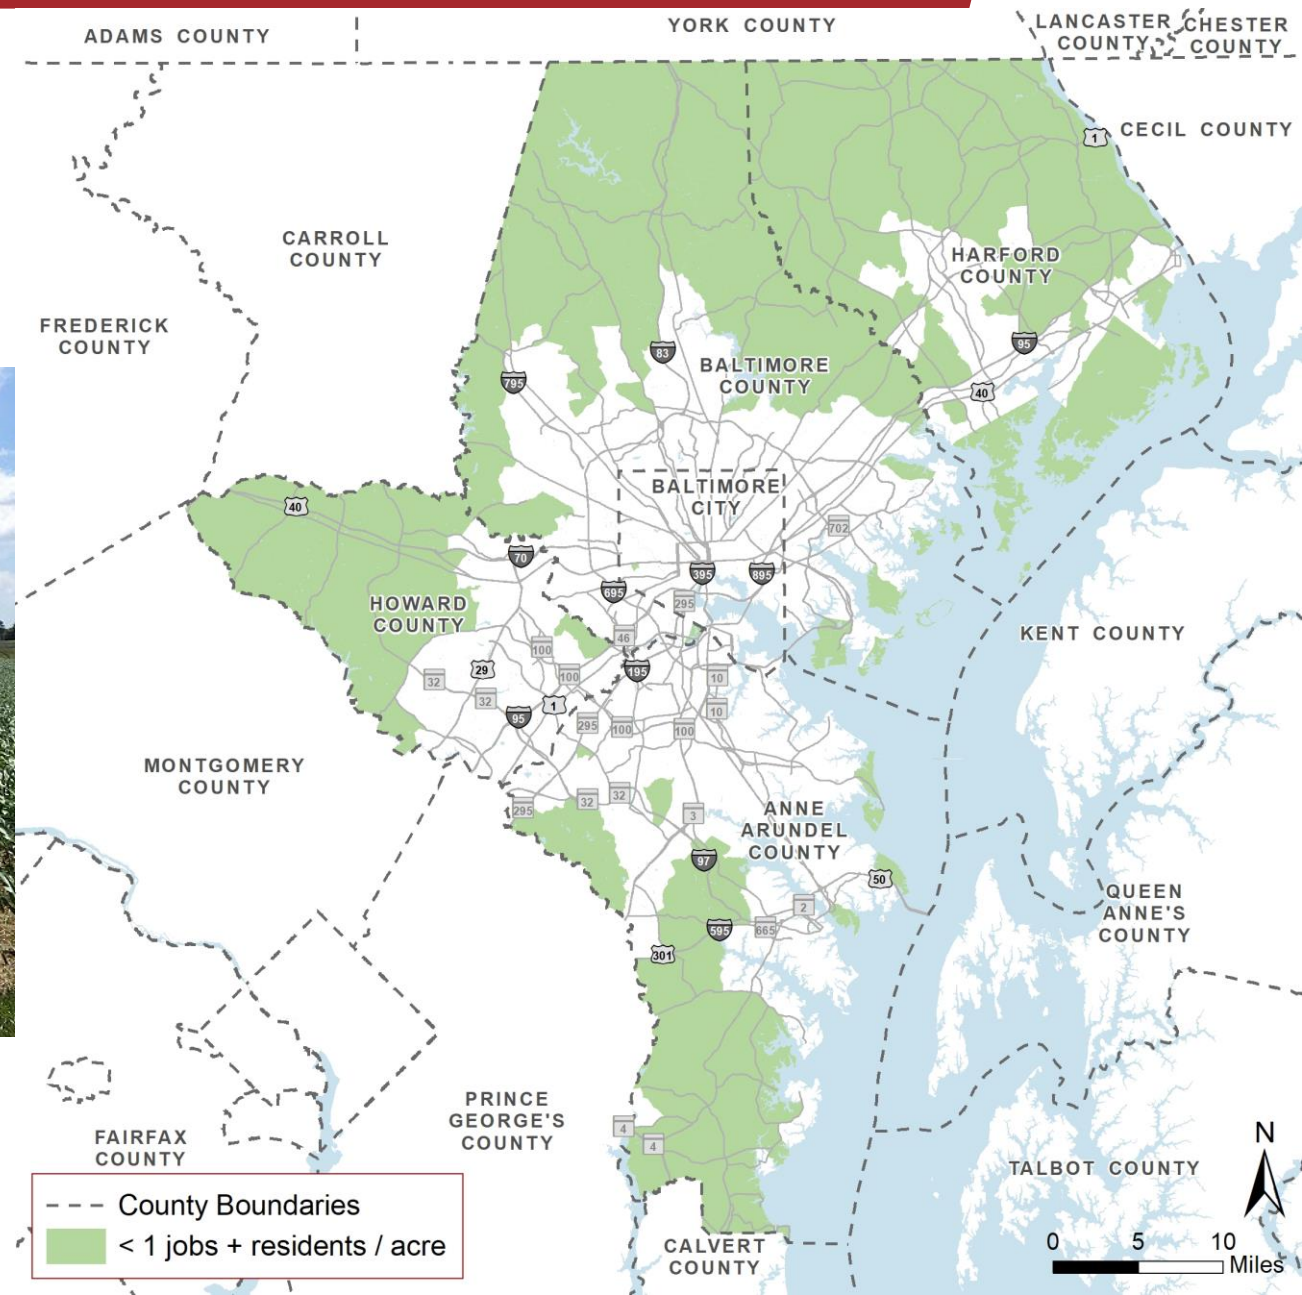 ADAMS COUNTY
YORK COUNTY
LANCASTER
COUNTY
CHESTER
COUNTY
1
CECIL COUNTY
CARROLL
COUNTY
HARFORD
COUNTY
FREDERICK
COUNTY
83
95
BALTIMORE
COUNTY
795
40
BALTIMORE
CITY
40
702
70
395
895
695
295
HOWARD
COUNTY
46
KENT COUNTY
100
29
195
100
10
32
32
1
10
95
295
100
100
MONTGOMERY
COUNTY
32
32
295
3
ANNE
ARUNDEL
COUNTY
97
50
2
QUEEN
ANNE'S
COUNTY
595
665
301
PRINCE
GEORGE'S
COUNTY
4
4
FAIRFAX
COUNTY
TALBOT COUNTY
N
County Boundaries
< 1 jobs + residents / acre
CALVERT
COUNTY
0 5 10
Miles